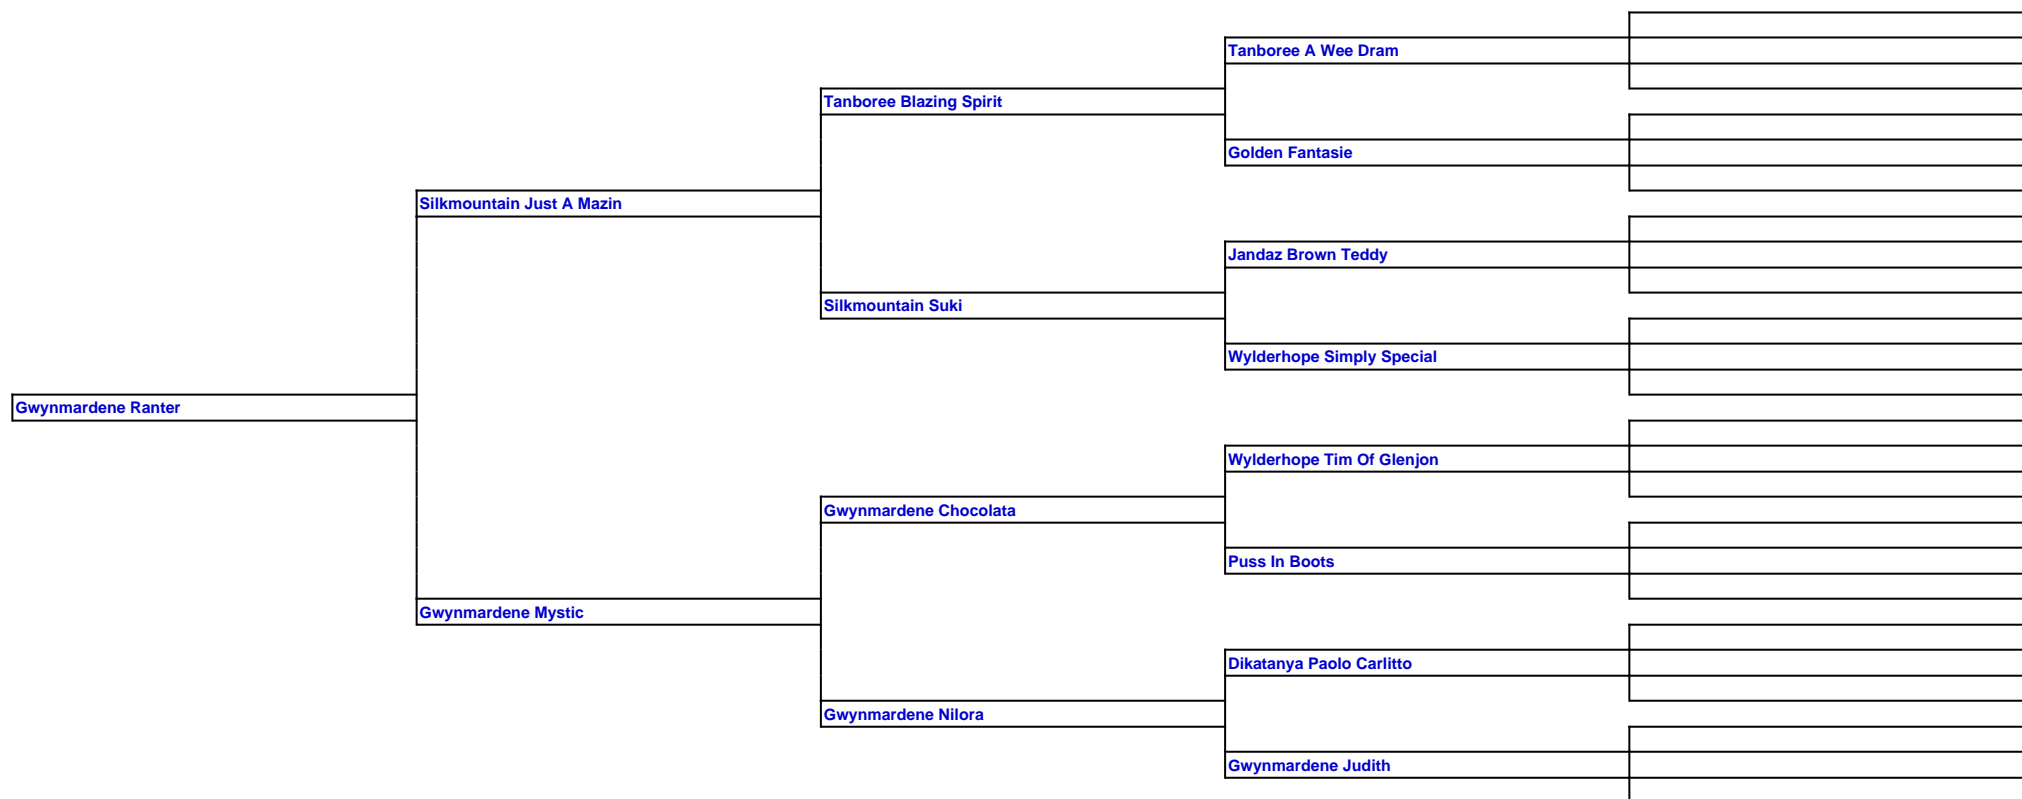 Tanboree A Wee Dram
Tanboree Blazing Spirit
Golden Fantasie
Silkmountain Just A Mazin
Jandaz Brown Teddy
Silkmountain Suki
Wylderhope Simply Special
Gwynmardene Ranter
Wylderhope Tim Of Glenjon
Gwynmardene Chocolata
Puss In Boots
Gwynmardene Mystic
Dikatanya Paolo Carlitto
Gwynmardene Nilora
Gwynmardene Judith